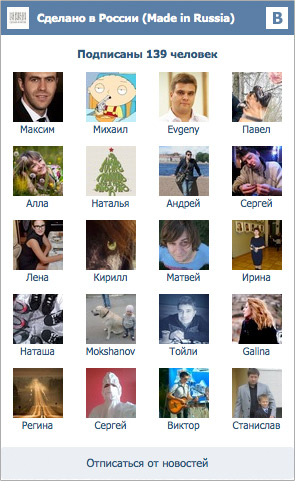 Сделано в России (Made in Russia)
B
Подписаны 139 человек
Максим Михаил Evgeny Павел
Алла Наталья Андрей Сергей
Лена Кирилл Матвей Ирина
Наташа Mokshanov Тойли Galina
Регина Сергей Виктор Станислав
Отписаться от новостей